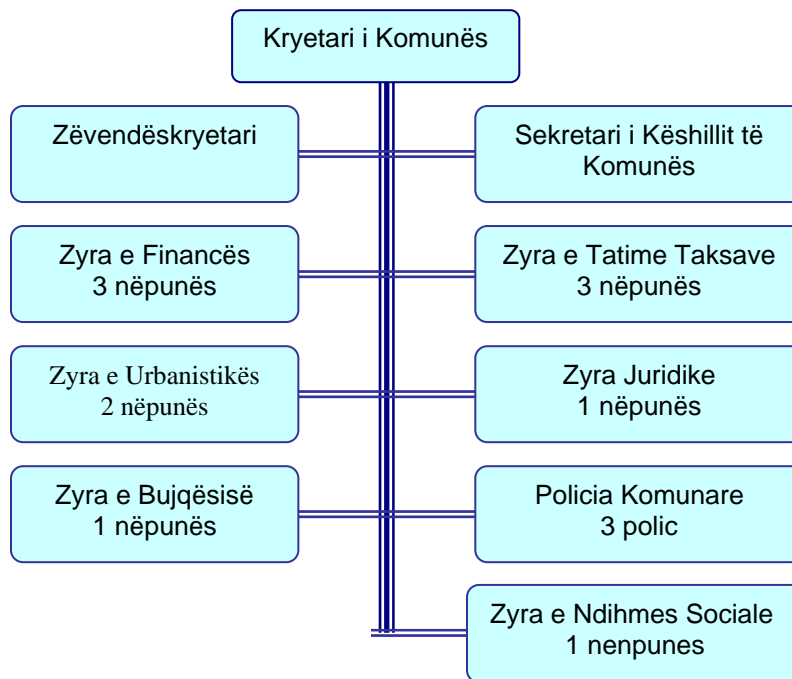 Kryetari i Komunës
Zëvendëskryetari
Sekretari i Këshillit të
Komunës
Zyra e Financës
3 nëpunës
Zyra e Tatime Taksave
3 nëpunës
Zyra e Urbanistikës
2 nëpunës
Zyra Juridike
1 nëpunës
Zyra e Bujqësisë
1 nëpunës
Policia Komunare
3 polic
Zyra e Ndihmes Sociale
1 nenpunes